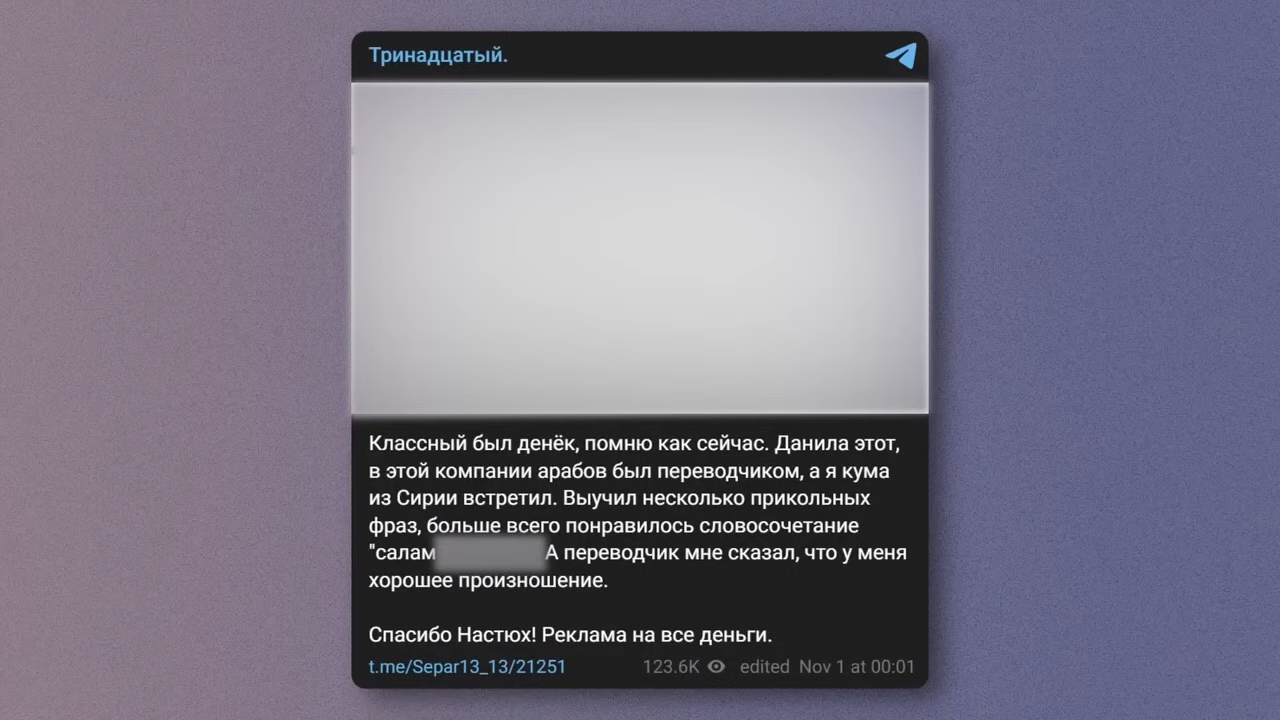 Тринадцатый.
Классный был денёк, помню как сейчас. Данила этот,
в этой компании арабов был переводчиком, а я кума
из Сирии встретил. Выучил несколько прикольных
фраз, больше всего понравилось словосочетание
"салам А переводчик мне сказал, что у меня
хорошее произношение.
Спасибо Настюх! Реклама на все деньги.
t.me/Separ13_13/21251 123.6K edited Nov 1 at 00:01